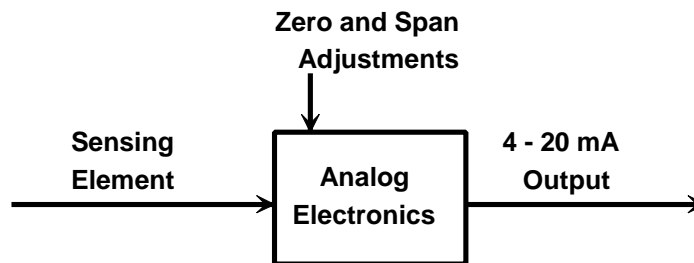 Zero and Span
Adjustments
Sensing
Element
Analog
Electronics
4 - 20 mA
Output